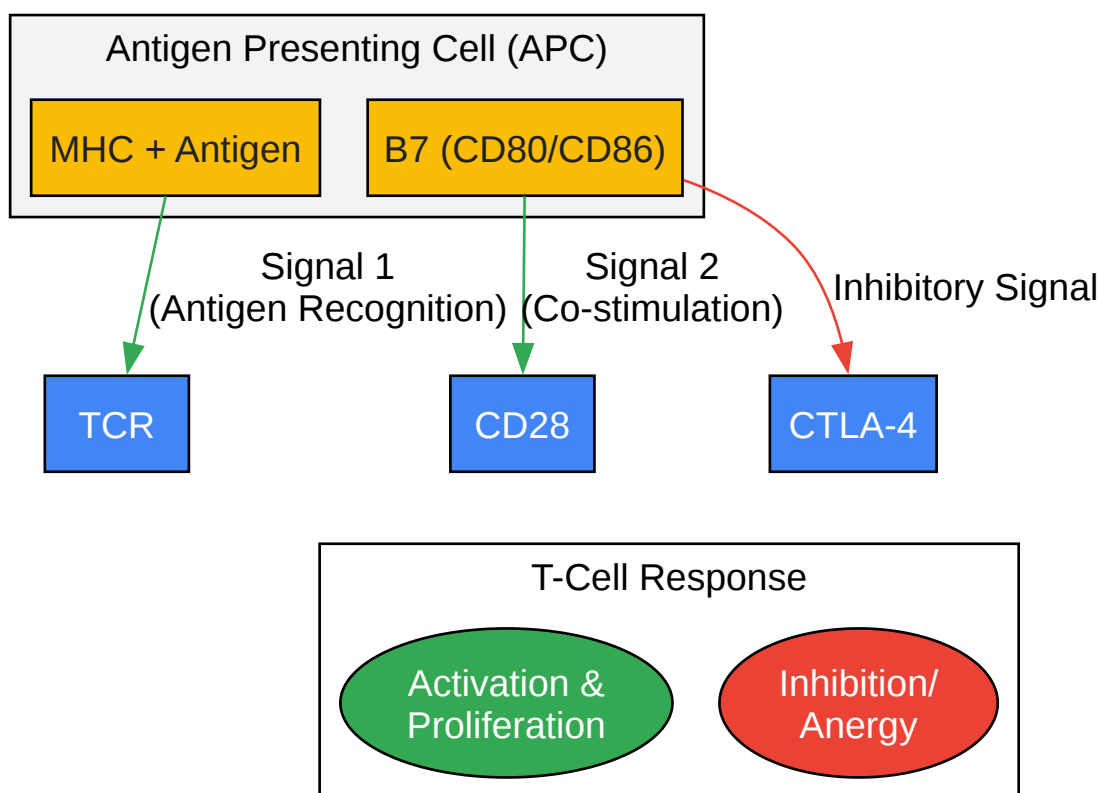 Antigen Presenting Cell (APC)
MHC + Antigen
B7 (CD80/CD86)
Signal 1
(Antigen Recognition)
Signal 2
(Co-stimulation)
Inhibitory Signal
TCR
CD28
CTLA-4
T-Cell Response
Activation &
Proliferation
Inhibition/
Anergy